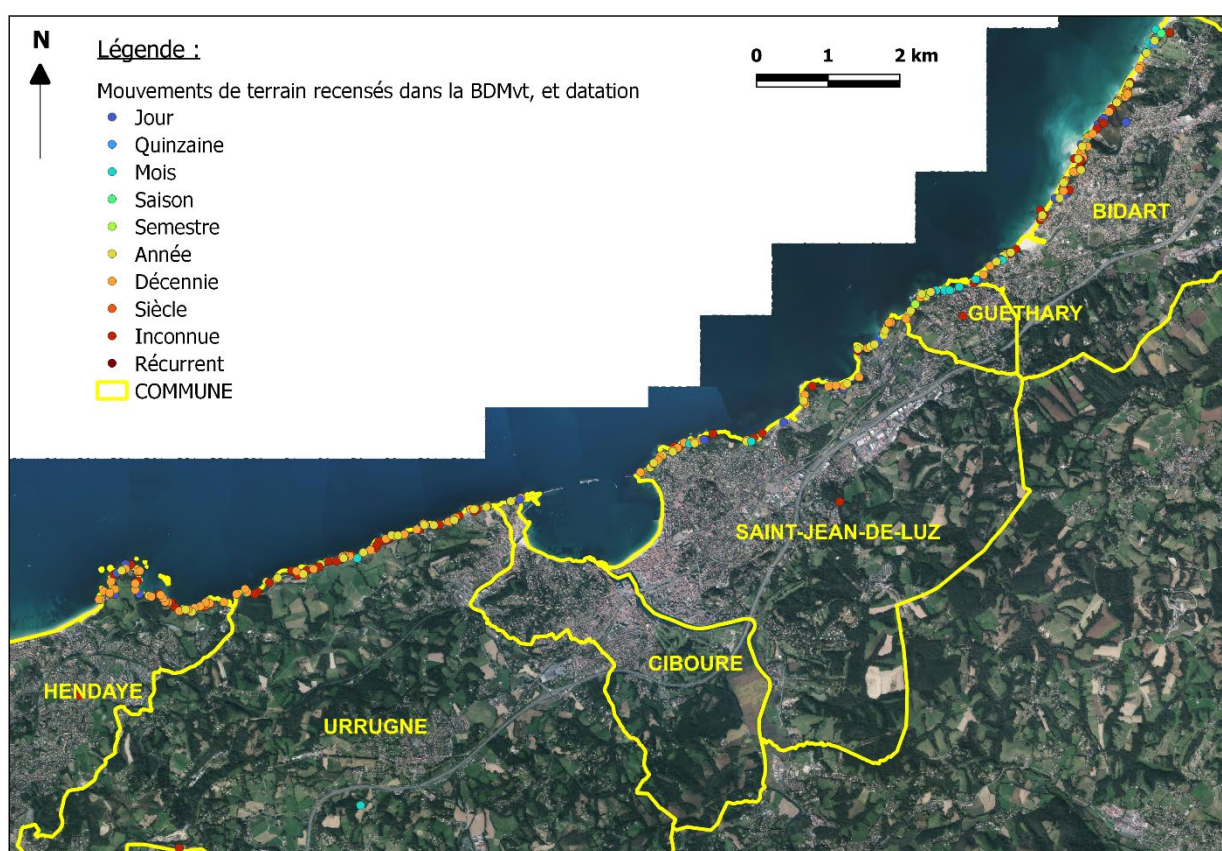 N
Légende :
0 1 2 km
Mouvements de terrain recensés dans la BDMvt, et datation
Jour
Quinzaine
Mois
Saison
Semestre
Année
Décennie
Siècle
Inconnue
Récurrent
COMMUNE
BIDART
GUETHARY
SAINT-JEAN-DE-LUZ
CIBOURE
HENDAYE
URRUGNE